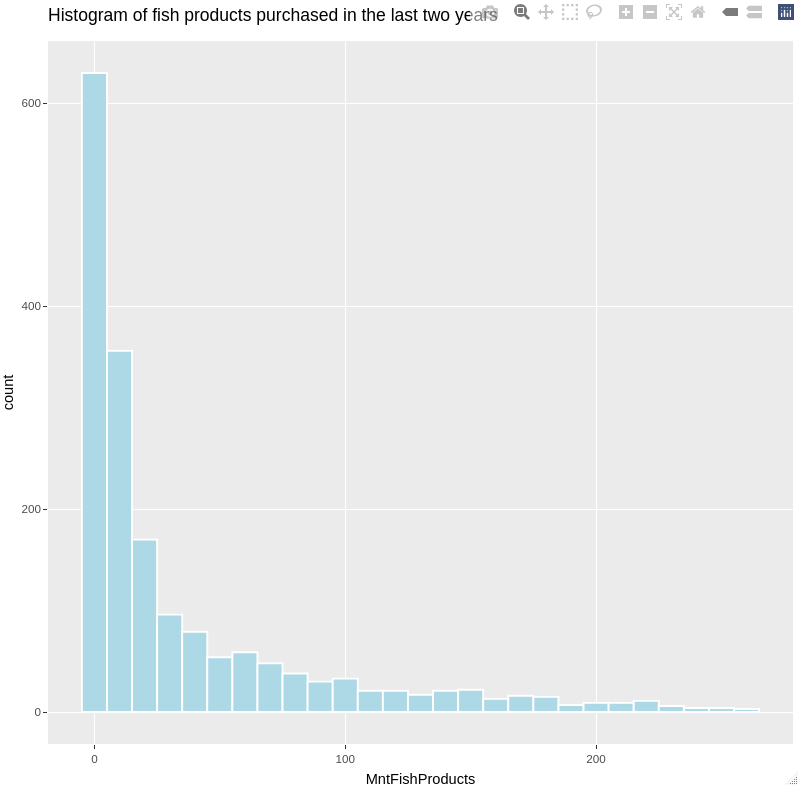 Histogram of fish products purchased in the last two years
600
400
200
0
count
0 100 200
MntFishProducts